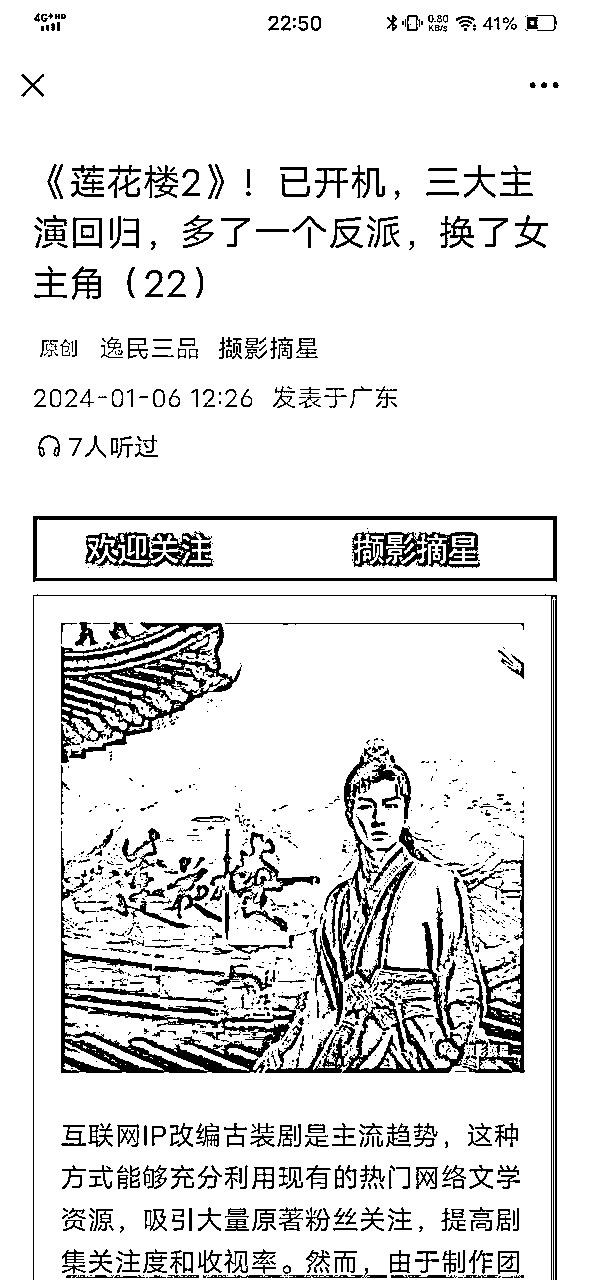 4G+HD 22:50 0.80 KB/S 41%
《莲花楼2》！已开机，三大主
演回归，多了一个反派，换了女
主角（22）
原创 逸民三品 撷影摘星
2024-01-06 12:26 发表于广东
7人听过
欢迎关注 撷影摘星
莲花楼
互联网IP改编古装剧是主流趋势，这种
方式能够充分利用现有的热门网络文学
资源，吸引大量原著粉丝关注，提高剧
集关注度和收视率。然而，由于制作团